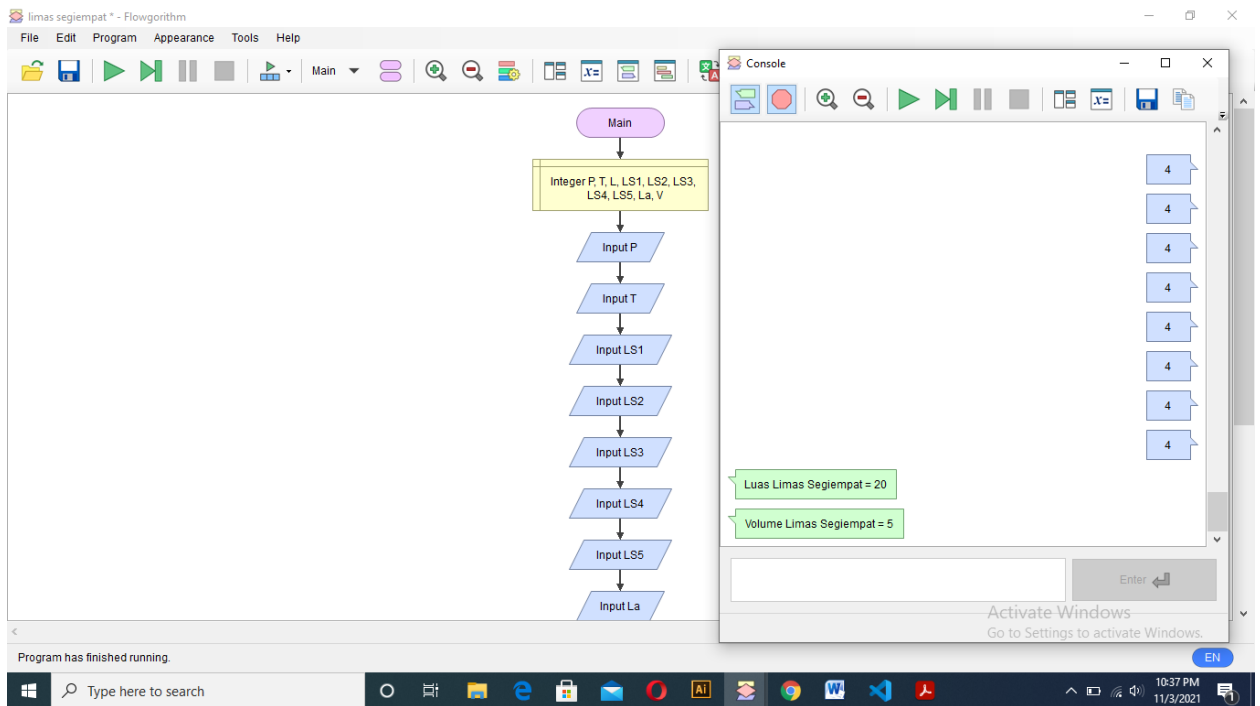 limas segiempat * - Flowgorithm
File Edit Program Appearance Tools Help
Main
Main
Integer P, T, L, LS1, LS2, LS3,
LS4, LS5, La, V
Input P
Input T
Input LS1
Input LS2
Input LS3
Input LS4
Input LS5
Input La
Console
4
4
4
4
4
4
4
4
Luas Limas Segiempat = 20
Volume Limas Segiempat = 5
Enter
Activate Windows
Go to Settings to activate Windows.
Program has finished running.
EN
Type here to search
10:37 PM
11/3/2021